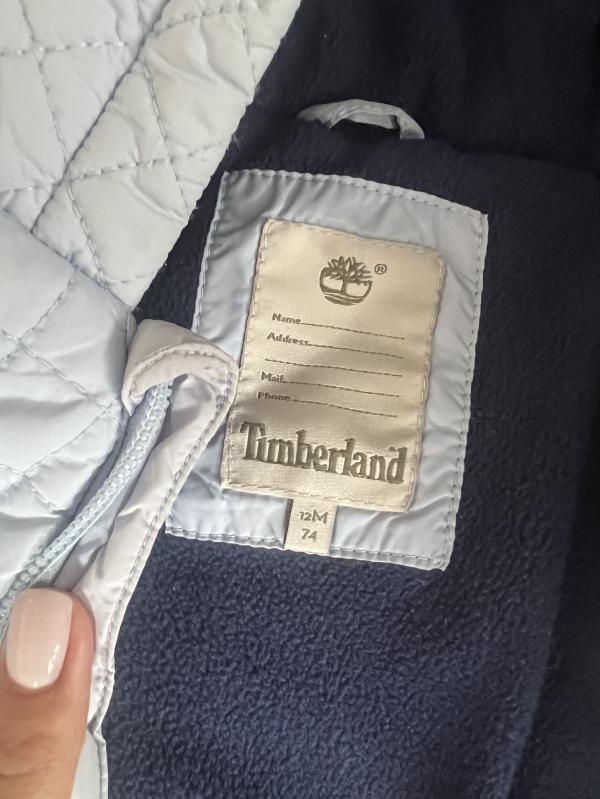 ®
Name
Address
Mail
Phone
Timberland
12M
74